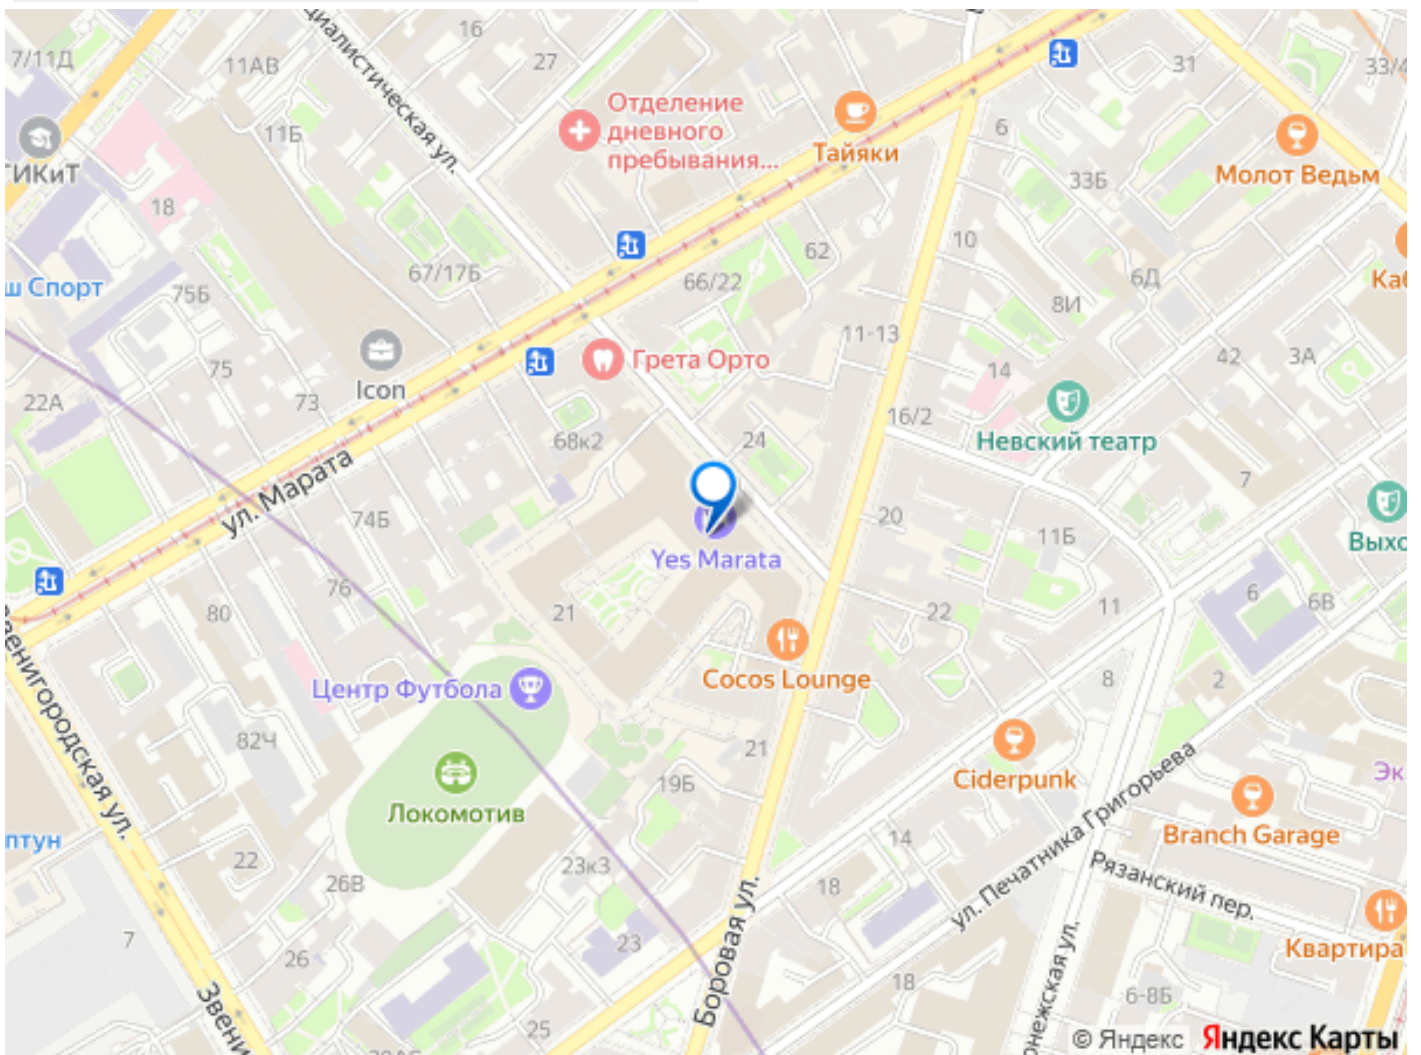 16
7/11Д
11АВ
27
циалистическая ул.
31
33/4
Отделение
дневного
пребывания...
Тайяки
11Б
6
Молот Ведьм
ГИКиТ
33Б
18
10
62
6Д
67/17Б
66/22
ш Спорт
75Б
8И
Каб
11-13
Грета Орто
42
3А
75
14
Icon
22А
73
16/2
Невский театр
68к2
24
ул. Марата
7
74Б
20
11Б
Выхо
Yes Marata
76
6
6В
80
21
22
11
Звенигородская ул.
Центр Футбола
Cocos Lounge
8
2
82Ч
21
Ciderpunk
19Б
Эк
Локомотив
ул. Печатника Григорьева
Branch Garage
птун
14
22
23к3
18
26В
Рязанский пер.
Боровая ул.
7
23
26
Квартира
18
Звени
6-8Б
25
онежская ул.
© Яндекс Яндекс Карты